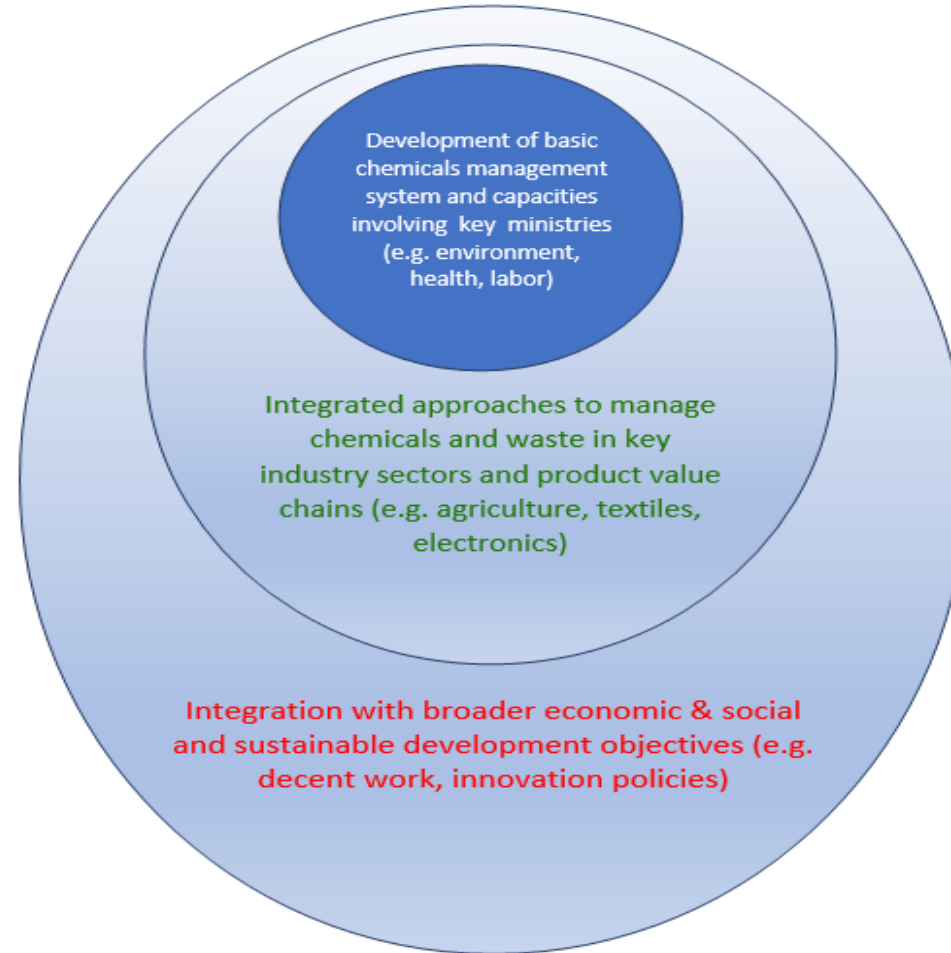 Development of basic
chemicals management
system and capacities
involving key ministries
(e.g. environment,
health, labor)
Integrated approaches to manage
chemicals and waste in key
industry sectors and product value
chains (e.g. agriculture, textiles,
electronics)
Integration with broader economic & social
and sustainable development objectives (e.g.
decent work, innovation policies)